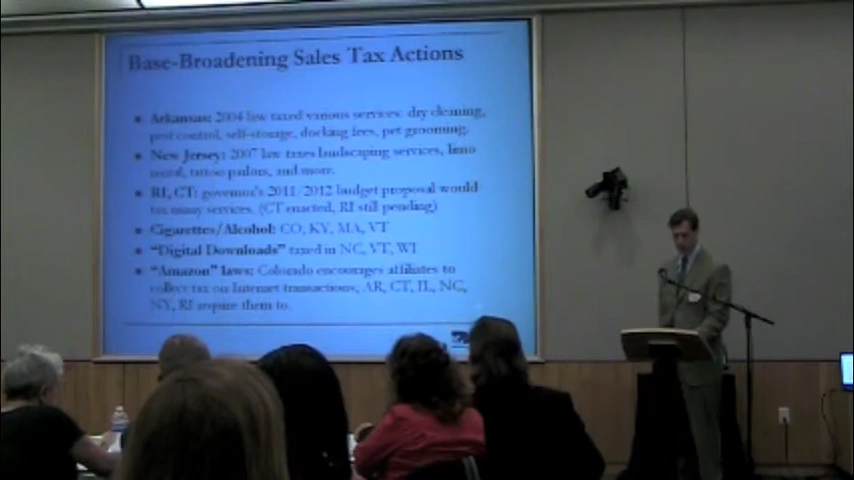 Base-Broadening Sales Tax Actions
Arkansas: 2004 law taxed various services: dry cleaning,
pest control, self-storage, docking fees, pet grooming.
New Jersey: 2007 law taxes landscaping services, limo
rental, tattoo parlors, and more.
RI, CT: governor's 2011/2012 budget proposal would
tax many services. (CT enacted, RI still pending)
Cigarettes/Alcohol: CO, KY, MA, VT
"Digital Downloads" taxed in NC, VT, WI
"Amazon" laws: Colorado encourages affiliates to
collect tax on Internet transactions, AR, CT, IL, NC,
NY, RI require them to.